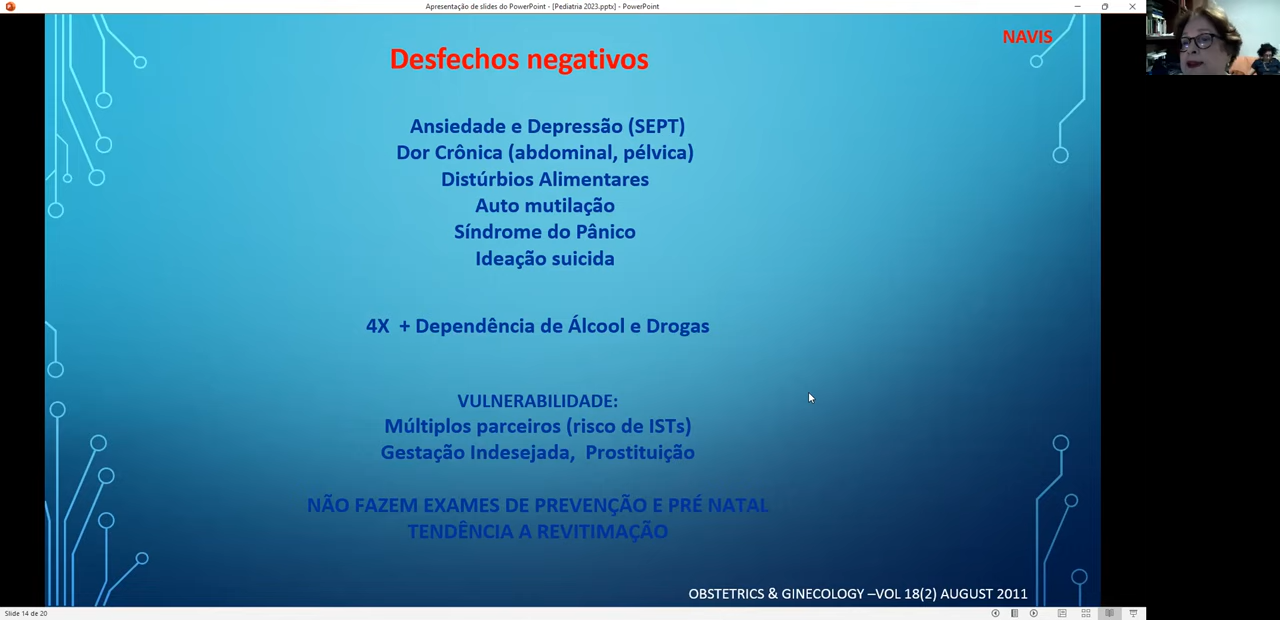 Apresentação de slides do PowerPoint - [Pediatria 2023.pptx] - PowerPoint
NAVIS
Desfechos negativos
Ansiedade e Depressão (SEPT)
Dor Crônica (abdominal, pélvica)
Distúrbios Alimentares
Auto mutilação
Síndrome do Pânico
Ideação suicida
4X + Dependência de Álcool e Drogas
VULNERABILIDADE:
Múltiplos parceiros (risco de ISTs)
Gestação Indesejada, Prostituição
NÃO FAZEM EXAMES DE PREVENÇÃO E PRÉ NATAL
TENDÊNCIA A REVITIMAÇÃO
OBSTETRICS & GINECOLOGY –VOL 18(2) AUGUST 2011
Slide 14 de 20